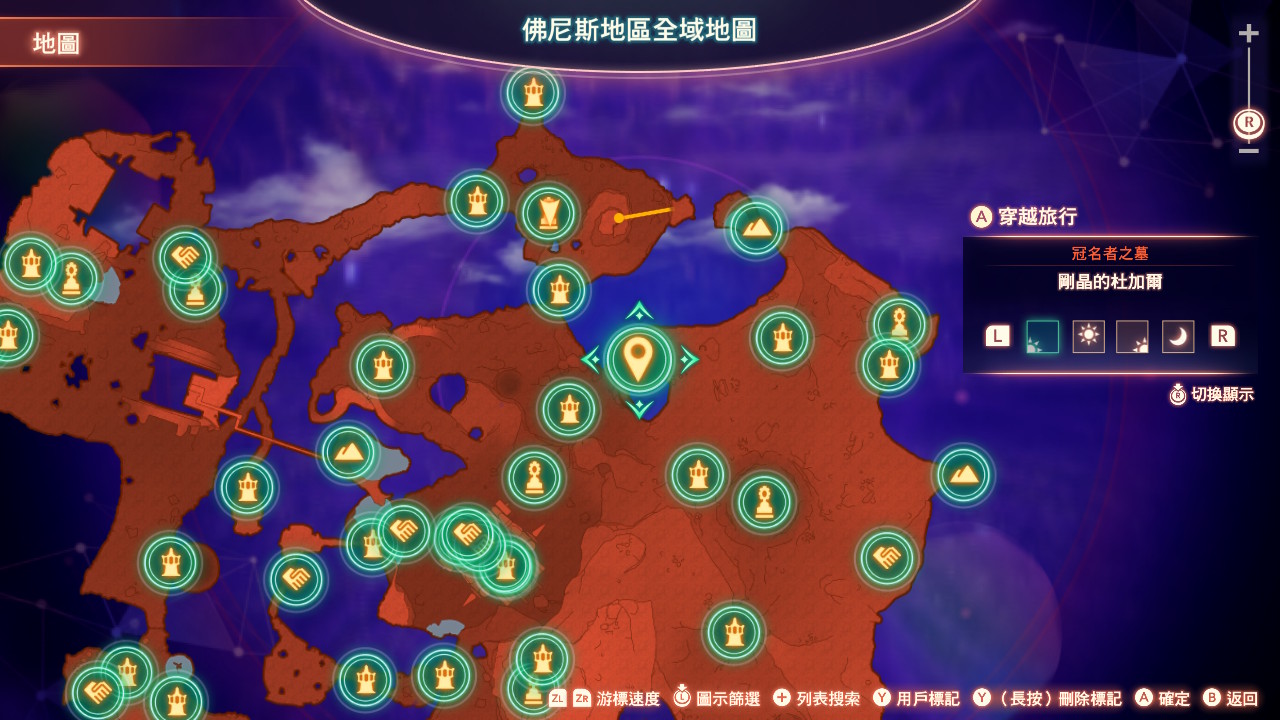 佛尼斯地區全域地圖
地圖
R
A 穿越旅行
冠名者之墓
剛晶的杜加爾
L R
R 切換顯示
ZL ZR 游標速度 L 圖示篩選 + 列表搜索 Y 用戶標記 Y （長按）刪除標記 A 確定 B 返回